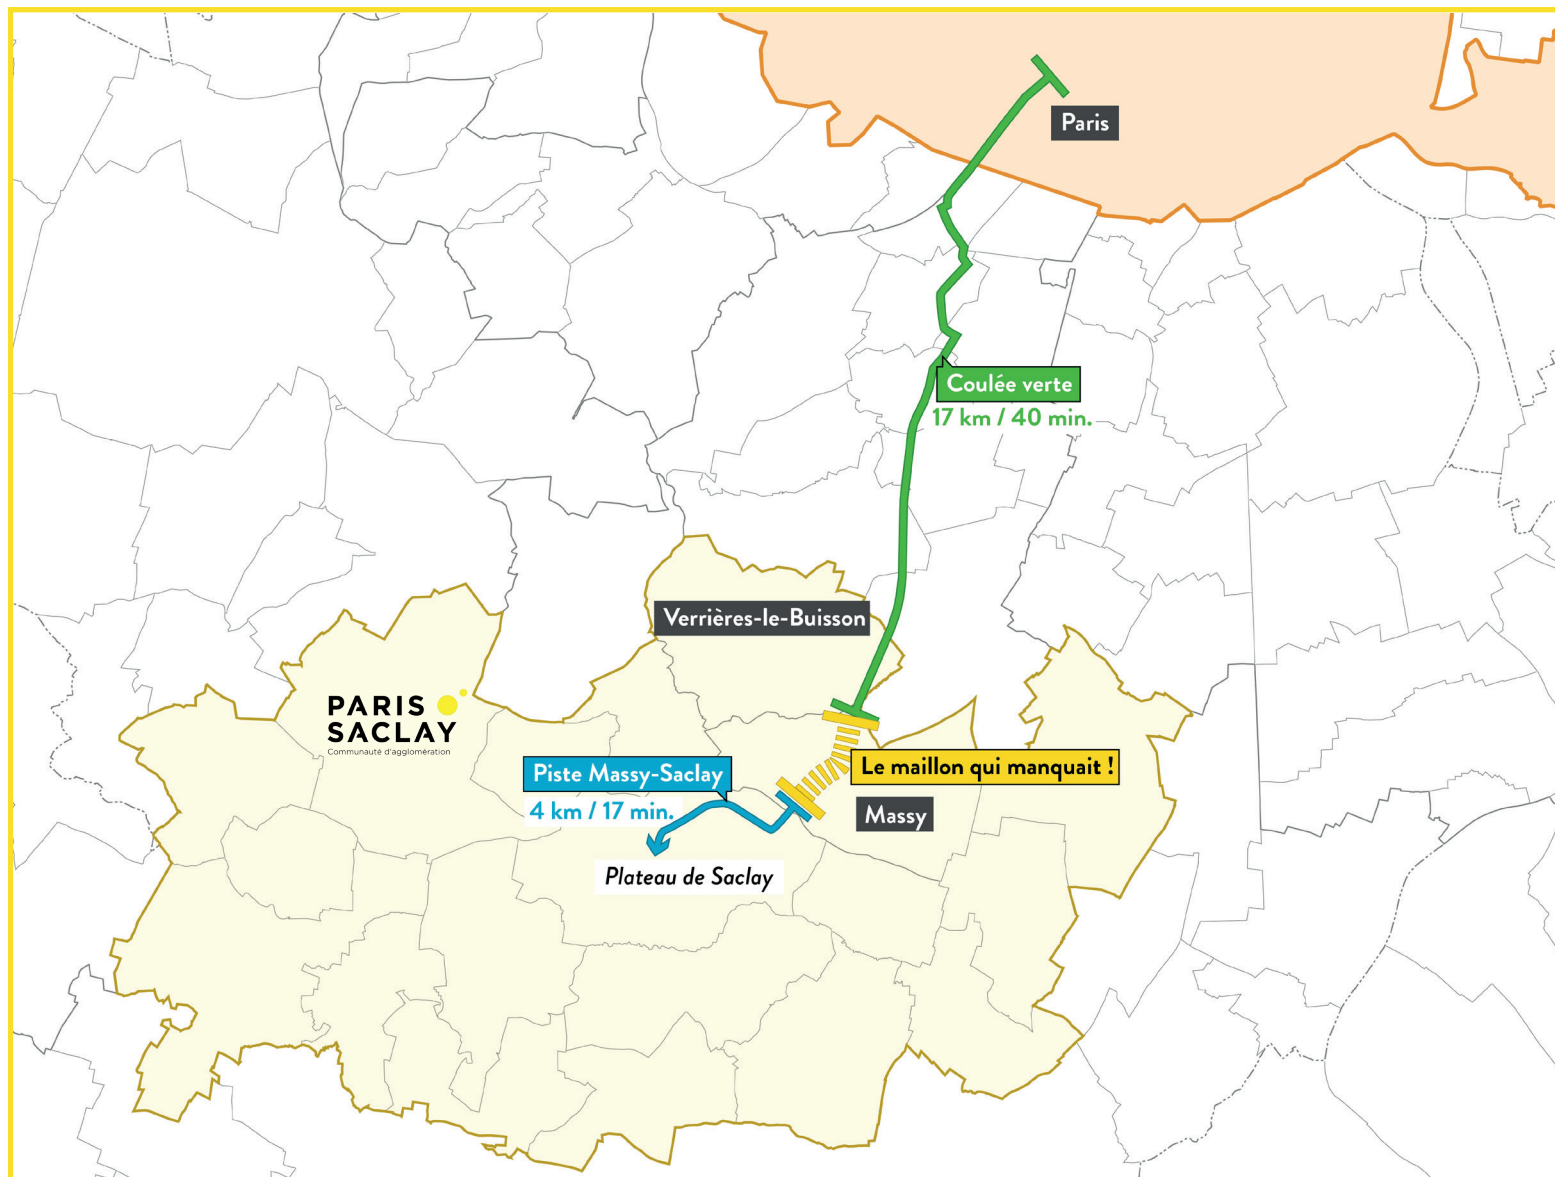 Paris
Coulée verte
17 km / 40 min.
Verrières-le-Buisson
PARIS
SACLAY
Communauté d'agglomération
Piste Massy-Saclay
4 km / 17 min.
Le maillon qui manquait !
Massy
Plateau de Saclay